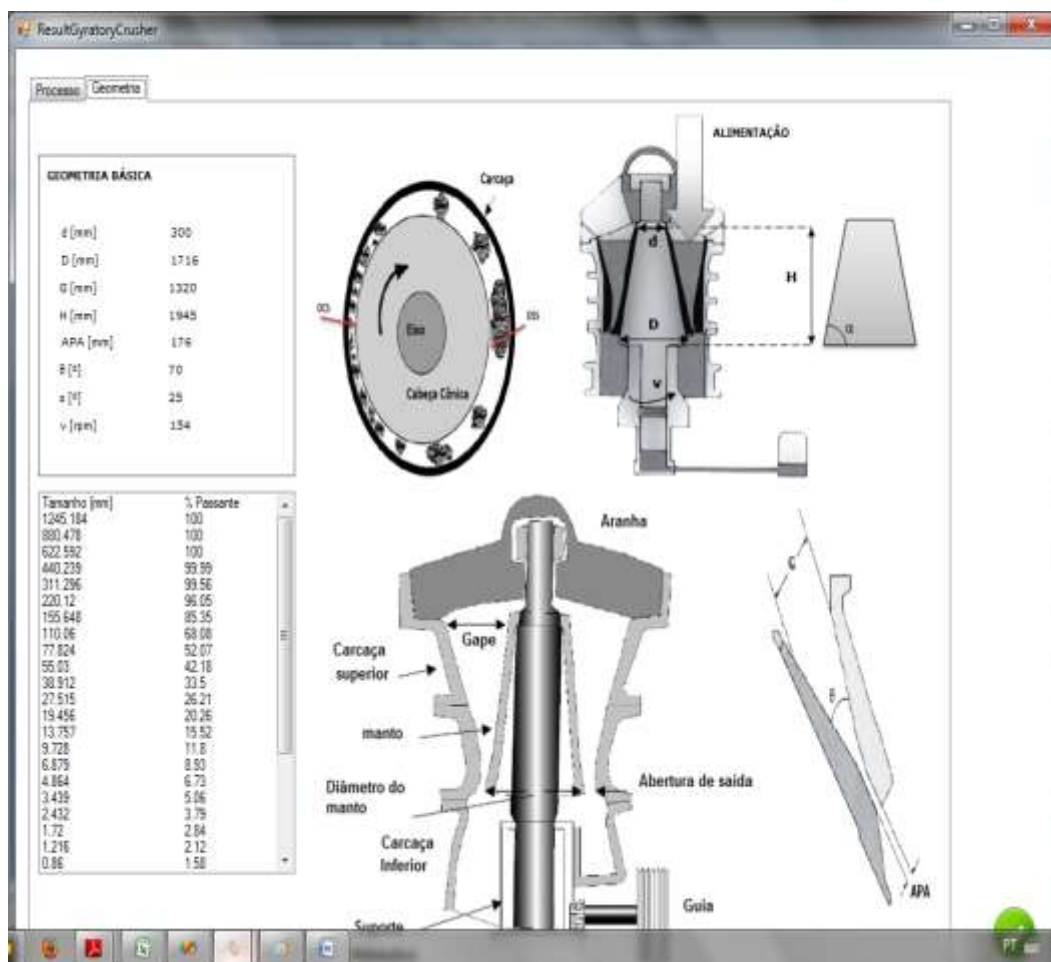 ResultGyratoryCrusher
Processo Geometria
GEOMETRIA BÁSICA
d [mm] 300
D [mm] 1716
G [mm] 1320
H [mm] 1945
APA [mm] 176
θ [º] 70
α [º] 25
v [rpm] 154
Carcaça
OCS
OSS
Eixo
Cabeça Cônica
ALIMENTAÇÃO
d
H
D
v
α
Tamanho [mm] % Passante
1245.184 100
880.478 100
622.592 100
440.239 99.99
311.296 99.56
220.12 96.05
155.648 85.35
110.06 68.08
77.824 52.07
55.03 42.18
38.912 33.5
27.515 26.21
19.456 20.26
13.757 15.52
9.728 11.8
6.879 8.93
4.864 6.73
3.439 5.06
2.432 3.79
1.72 2.84
1.216 2.12
0.86 1.58
Aranha
Gape
Carcaça
superior
manto
Diâmetro do
manto
Abertura de saída
Carcaça
Inferior
Suporte
Guia
G
θ
APA
PT